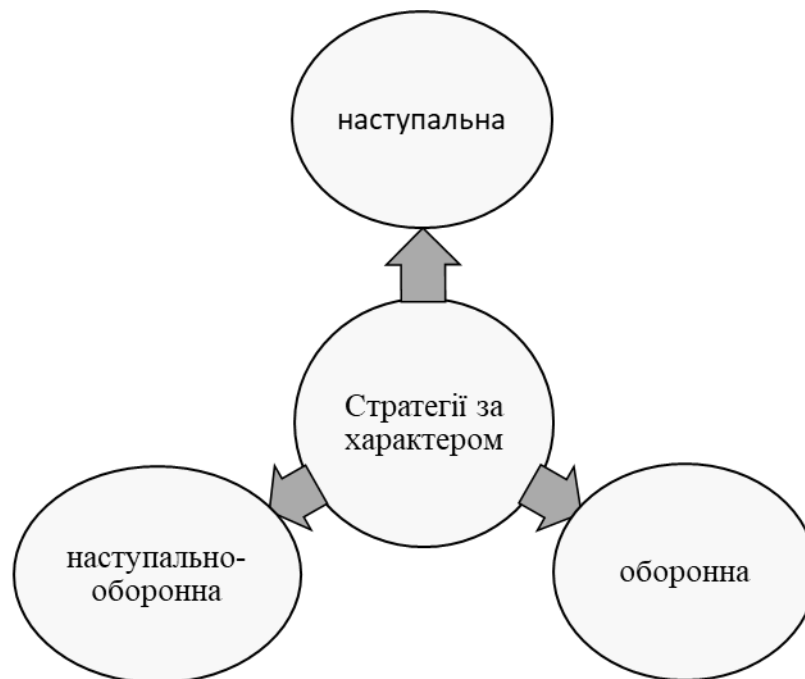 наступальна
Стратегії за
характером
наступально-
оборонна
оборонна